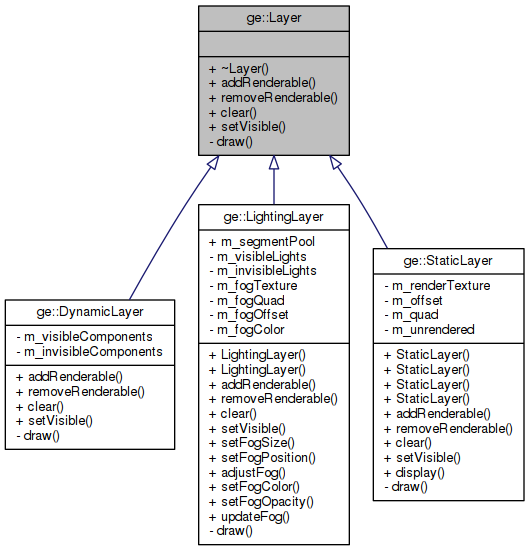 ge::Layer
+ ~Layer()
+ addRenderable()
+ removeRenderable()
+ clear()
+ setVisible()
- draw()
ge::DynamicLayer
- m_visibleComponents
- m_invisibleComponents
+ addRenderable()
+ removeRenderable()
+ clear()
+ setVisible()
- draw()
ge::LightingLayer
+ m_segmentPool
- m_visibleLights
- m_invisibleLights
- m_fogTexture
- m_fogQuad
- m_fogOffset
- m_fogColor
+ LightingLayer()
+ LightingLayer()
+ addRenderable()
+ removeRenderable()
+ clear()
+ setVisible()
+ setFogSize()
+ setFogPosition()
+ adjustFog()
+ setFogColor()
+ setFogOpacity()
+ updateFog()
- draw()
ge::StaticLayer
- m_renderTexture
- m_offset
- m_quad
- m_unrendered
+ StaticLayer()
+ StaticLayer()
+ StaticLayer()
+ StaticLayer()
+ addRenderable()
+ removeRenderable()
+ clear()
+ setVisible()
+ display()
- draw()